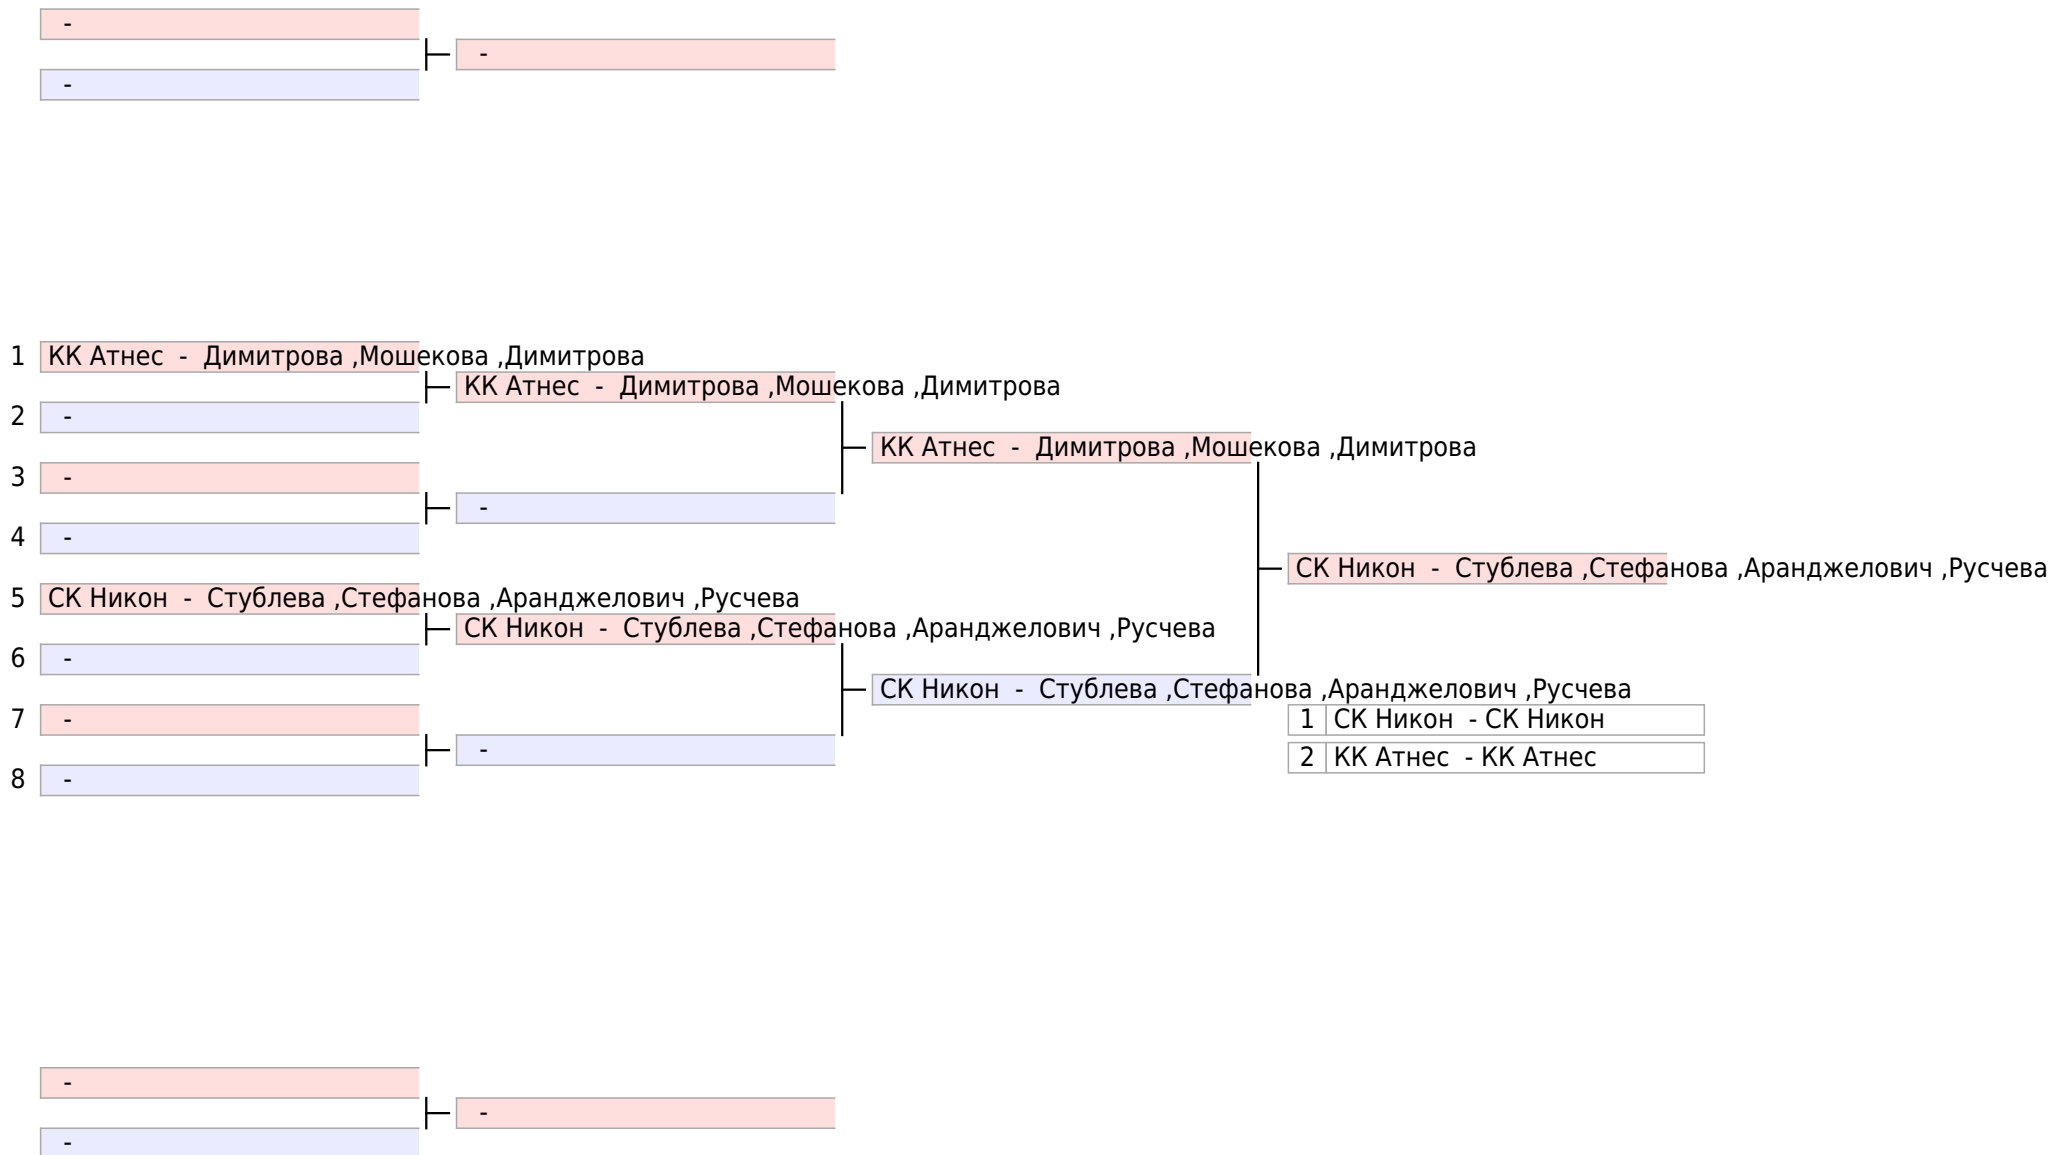 -
-
-
1 КК Атнес - Димитрова ,Мошекова ,Димитрова
КК Атнес - Димитрова ,Мошекова ,Димитрова
2 -
КК Атнес - Димитрова ,Мошекова ,Димитрова
3 -
-
4 -
СК Никон - Стублева ,Стефанова ,Аранджелович ,Русчева
5 СК Никон - Стублева ,Стефанова ,Аранджелович ,Русчева
СК Никон - Стублева ,Стефанова ,Аранджелович ,Русчева
6 -
СК Никон - Стублева ,Стефанова ,Аранджелович ,Русчева
7 -
1 СК Никон - СК Никон
-
2 КК Атнес - КК Атнес
8 -
-
-
-